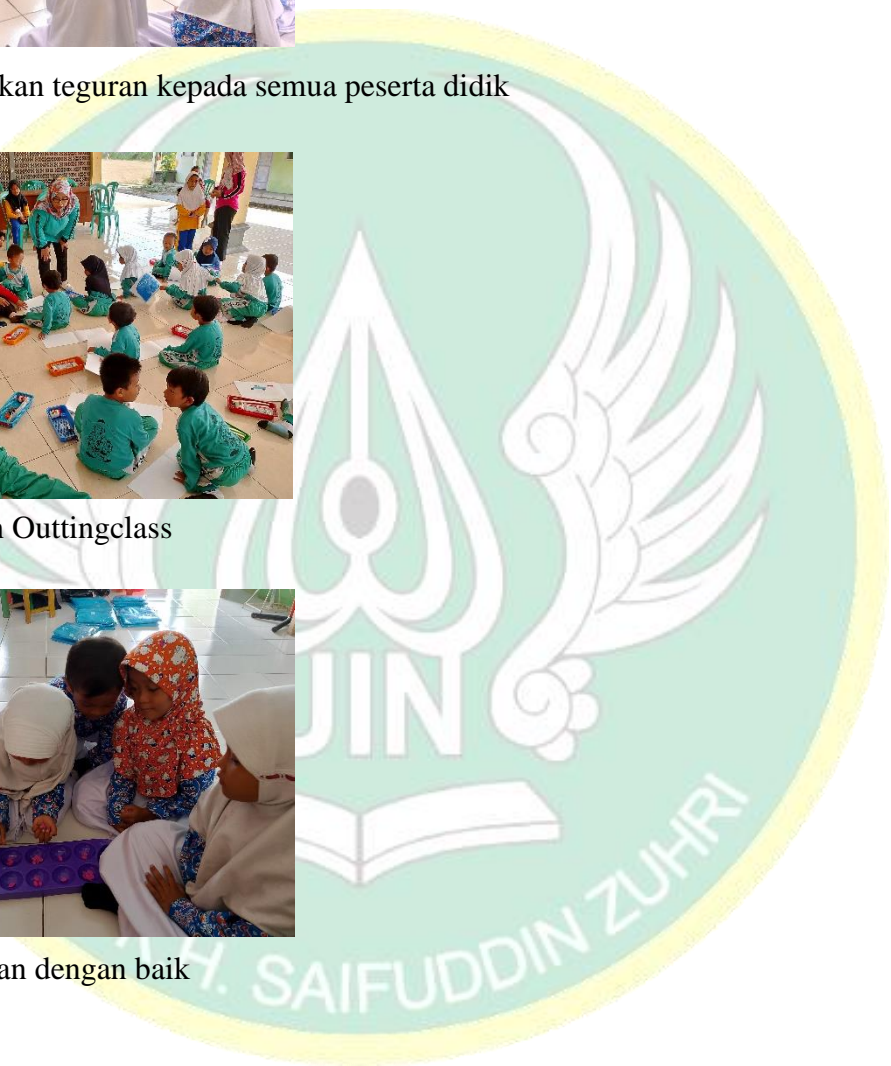 kan teguran kepada semua peserta didik
n Outtingclass
UIN
an dengan baik
K.H. SAIFUDDIN ZUHRI